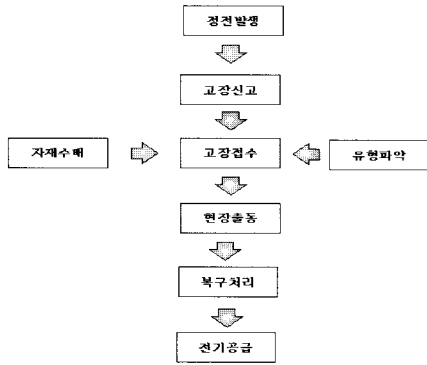 정전발생
고장신고
자재수배
고장접수
유형파악
현장출동
복구처리
전기공급